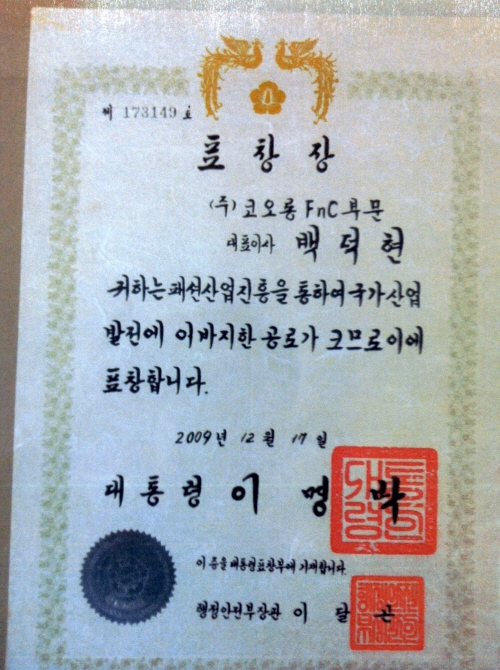 제 173149 호
표창장
(주)코오롱 FnC부문
대표이사 백덕현
귀하는 패션산업진흥을 통하여 국가산업
발전에 이바지한 공로가 크므로 이에
표창합니다.
2009년 12월 17일
대통령 이명박
이 증을 대통령표창부에 기재합니다.
행정안전부장관 이달곤